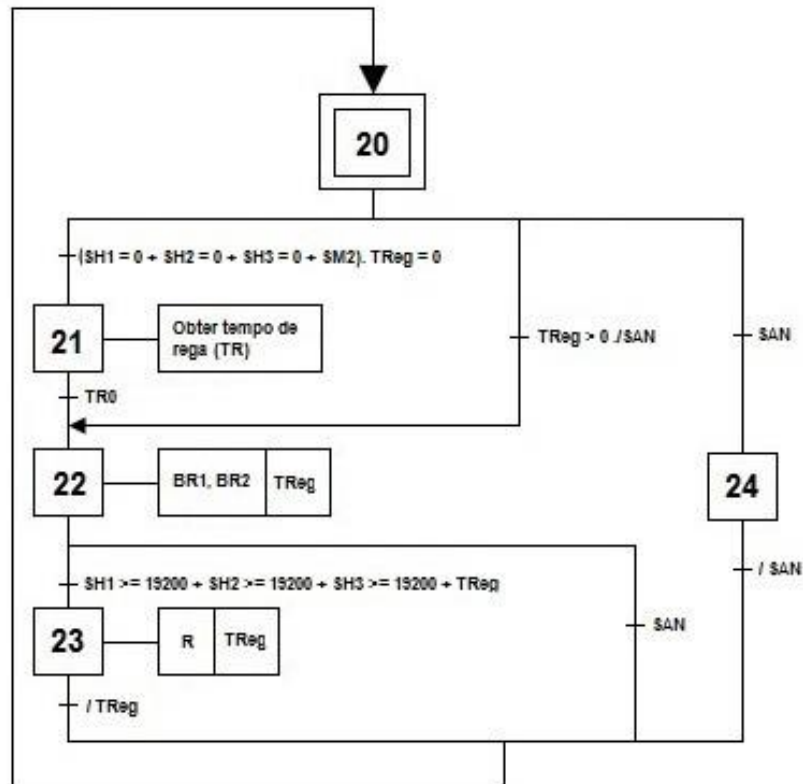 20
($H1 = 0 + $H2 = 0 + $H3 = 0 + $M2). TReg = 0
21
Obter tempo de
rega (TR)
TReg > 0 ./$AN
$AN
TR0
22
BR1, BR2
TReg
24
$H1 >= 19200 + $H2 >= 19200 + $H3 >= 19200 + TReg
/ $AN
23
R
TReg
$AN
/ TReg